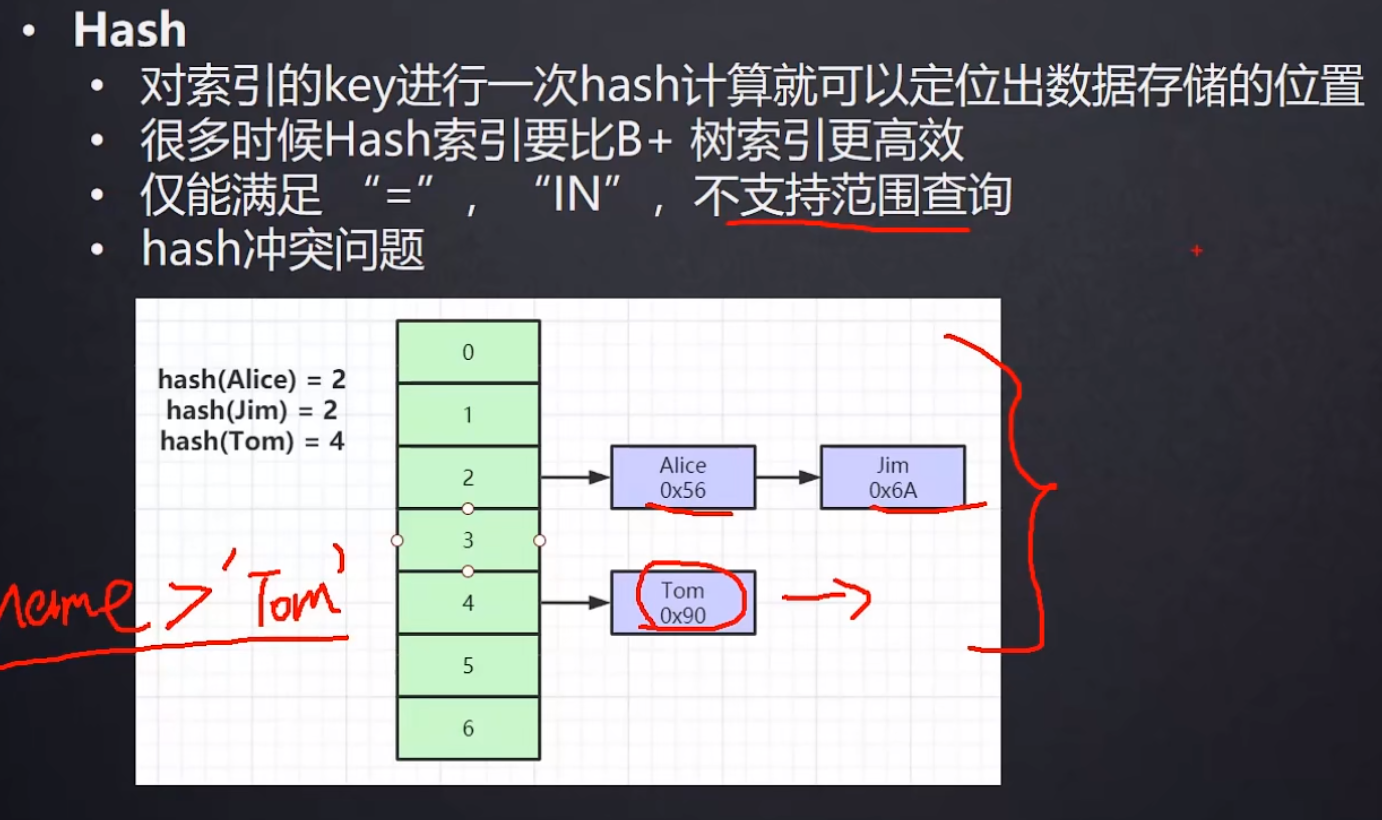 • Hash
• 对索引的key进行一次hash计算就可以定位出数据存储的位置
• 很多时候Hash索引要比B+ 树索引更高效
• 仅能满足 “=”, “IN”, 不支持范围查询
• hash冲突问题
hash(Alice) = 2
hash(Jim) = 2
hash(Tom) = 4
0
1
2
Alice
0x56
Jim
0x6A
3
name > 'Tom'
4
Tom
0x90
5
6